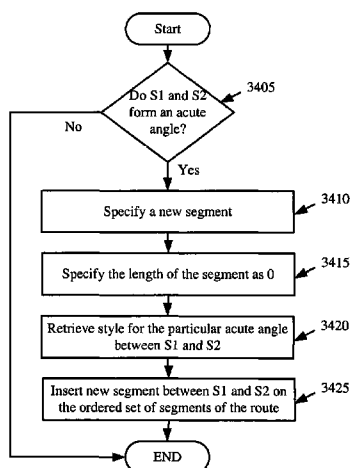 Start
Do S1 and S2
form an acute
angle?
3405
No
Yes
Specify a new segment
3410
Specify the length of the segment as 0
3415
Retrieve style for the particular acute angle
between S1 and S2
3420
Insert new segment between S1 and S2 on
the ordered set of segments of the route
3425
END